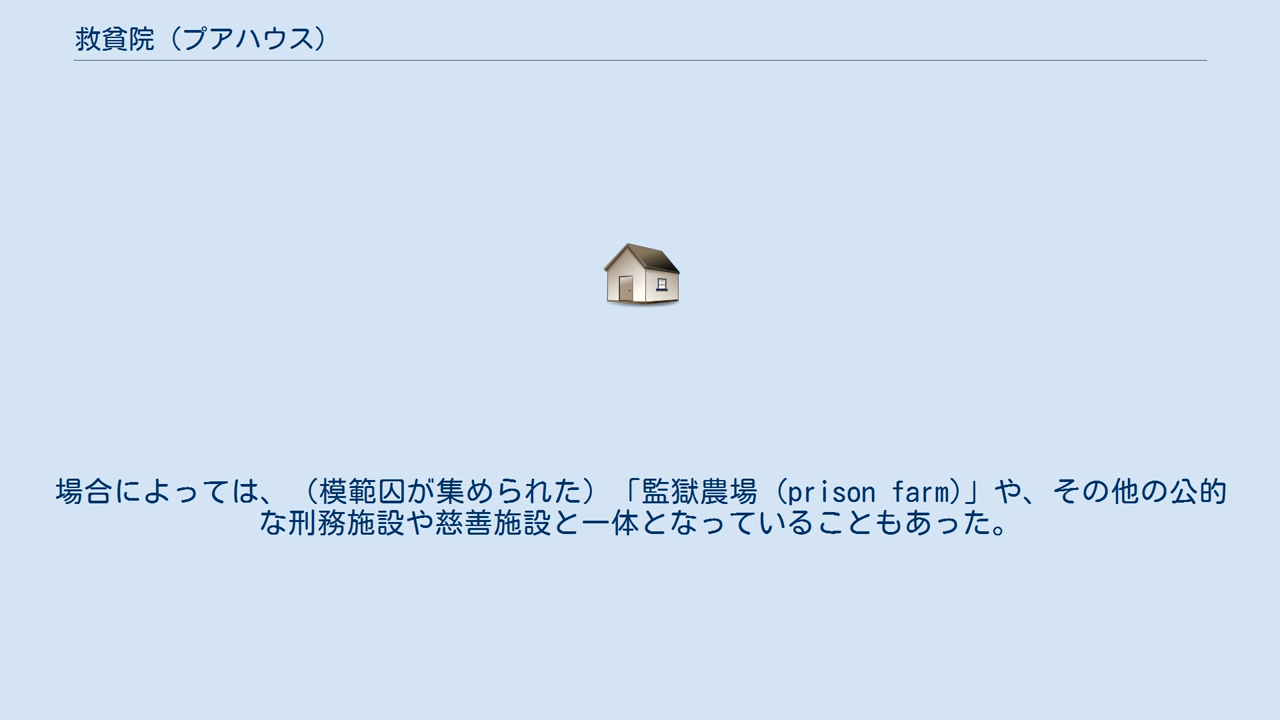 救貧院（プアハウス）
場合によっては、（模範囚が集められた）「監獄農場（prison farm)」や、その他の公的
な刑務施設や慈善施設と一体となっていることもあった。